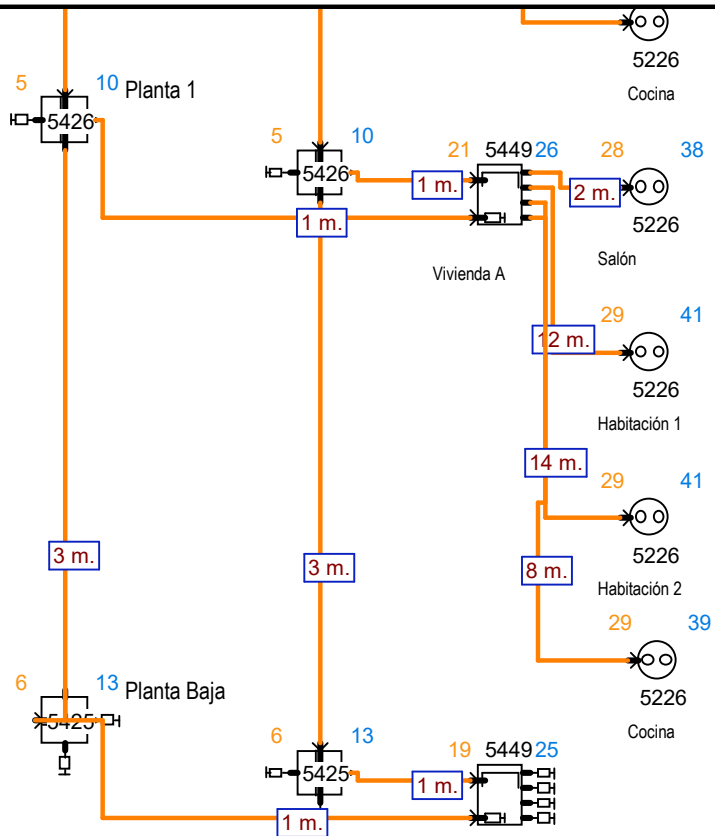 5226
Cocina
5 10 Planta 1
5426
5 10
5426
21 5449 26
28 38
1 m.
2 m.
5226
1 m.
Vivienda A
Salón
29 41
12 m.
5226
Habitación 1
14 m.
29 41
5226
3 m.
3 m.
8 m.
Habitación 2
29 39
5226
Cocina
6 13 Planta Baja
5425
6 13
5425
19 5449 25
1 m.
1 m.